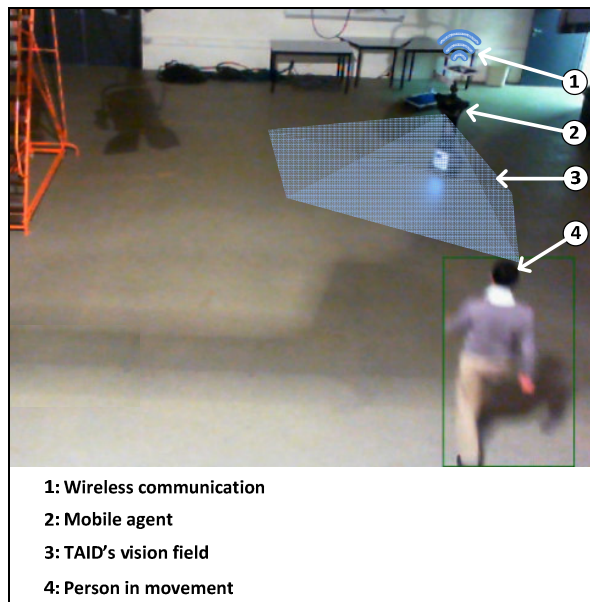 1
2
3
4
1: Wireless communication
2: Mobile agent
3: TAID's vision field
4: Person in movement